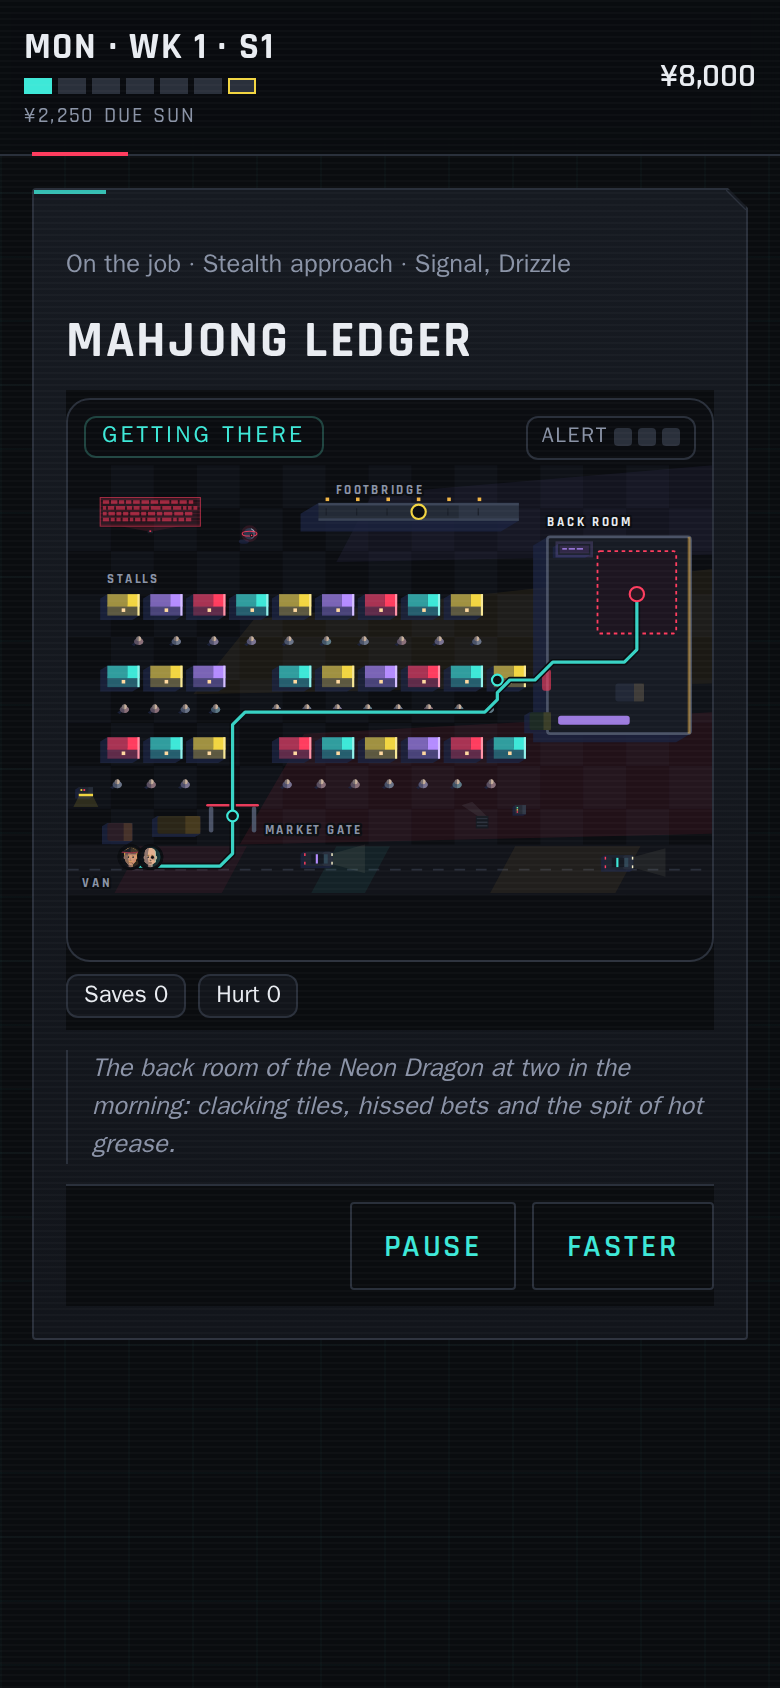 MON · WK 1 · S1
¥8,000
¥2,250 DUE SUN
On the job · Stealth approach · Signal, Drizzle
MAHJONG LEDGER
GETTING THERE
ALERT
FOOTBRIDGE
BACK ROOM
STALLS
MARKET GATE
VAN
Saves 0
Hurt 0
The back room of the Neon Dragon at two in the
morning: clacking tiles, hissed bets and the spit of hot
grease.
PAUSE
FASTER